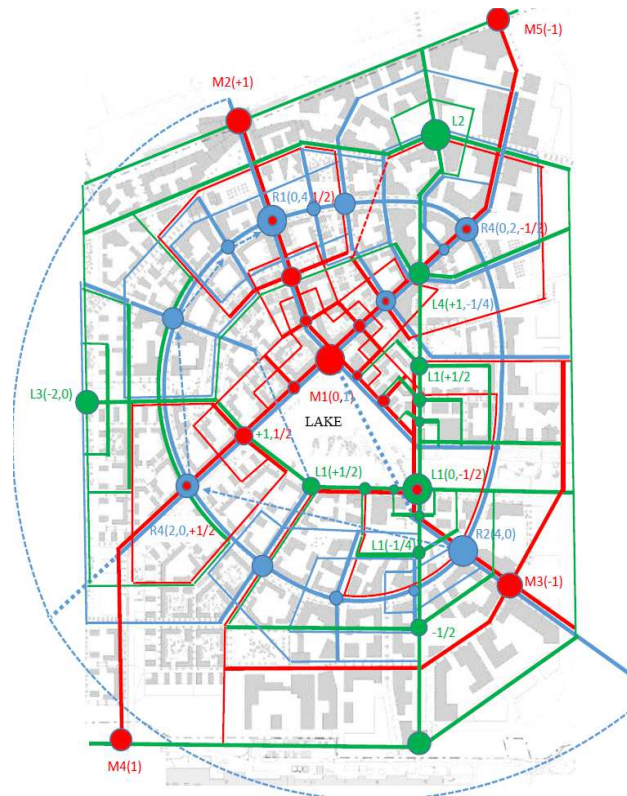 M5(-1)
M2(+1)
L2
R1(0,4,1/2)
R4(0,2,-1/2)
L4(+1,-1/4)
L1(+1/2
M1(0,1)
L3(-2,0)
LAKE
+1,1/2
L1(+1/2)
L1(0,-1/2)
R4(2,0,+1/2)
R2(4,0)
L1(-1/4)
M3(-1)
-1/2
M4(1)